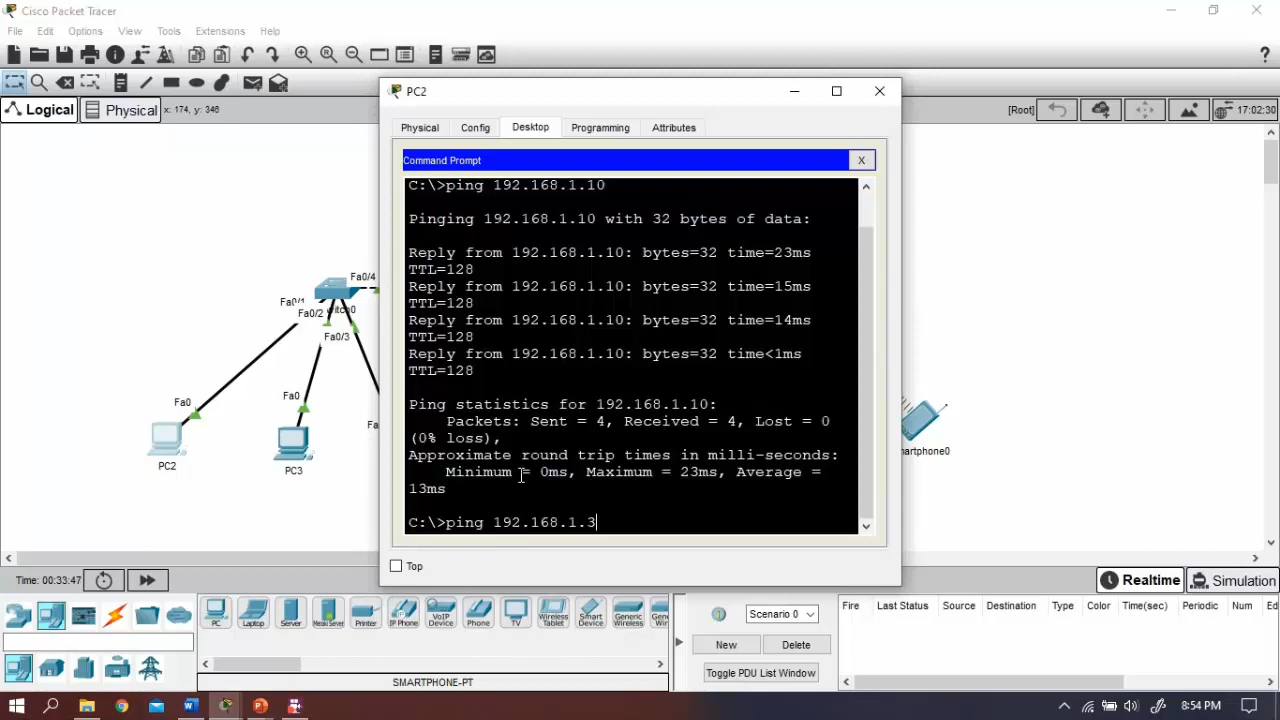 Cisco Packet Tracer
File Edit Options View Tools Extensions Help
Logical Physical x: 174, y: 346 [Root] 17:02:30
PC2
Physical Config Desktop Programming Attributes
Command Prompt X
C:\>ping 192.168.1.10
Pinging 192.168.1.10 with 32 bytes of data:
Reply from 192.168.1.10: bytes=32 time=23ms
TTL=128
Reply from 192.168.1.10: bytes=32 time=15ms
TTL=128
Reply from 192.168.1.10: bytes=32 time=14ms
TTL=128
Reply from 192.168.1.10: bytes=32 time<1ms
TTL=128
Ping statistics for 192.168.1.10:
Packets: Sent = 4, Received = 4, Lost = 0
(0% loss),
Approximate round trip times in milli-seconds:
Minimum = 0ms, Maximum = 23ms, Average =
13ms
C:\>ping 192.168.1.3
Top
Fa0/4
Fa0/1
Fa0/2 witch0
Fa0/3
Fa0
Fa0
Fa
PC2
PC3
martphone0
Time: 00:33:47 Realtime Simulation
PC Laptop Server Printer IP Phone VoIP Device Phone TV Wireless Tablet Smart Device Generic Wireless
SMARTPHONE-PT
Scenario 0
New Delete
Toggle PDU List Window
Fire Last Status Source Destination Type Color Time(sec) Periodic Num Ed
8:54 PM